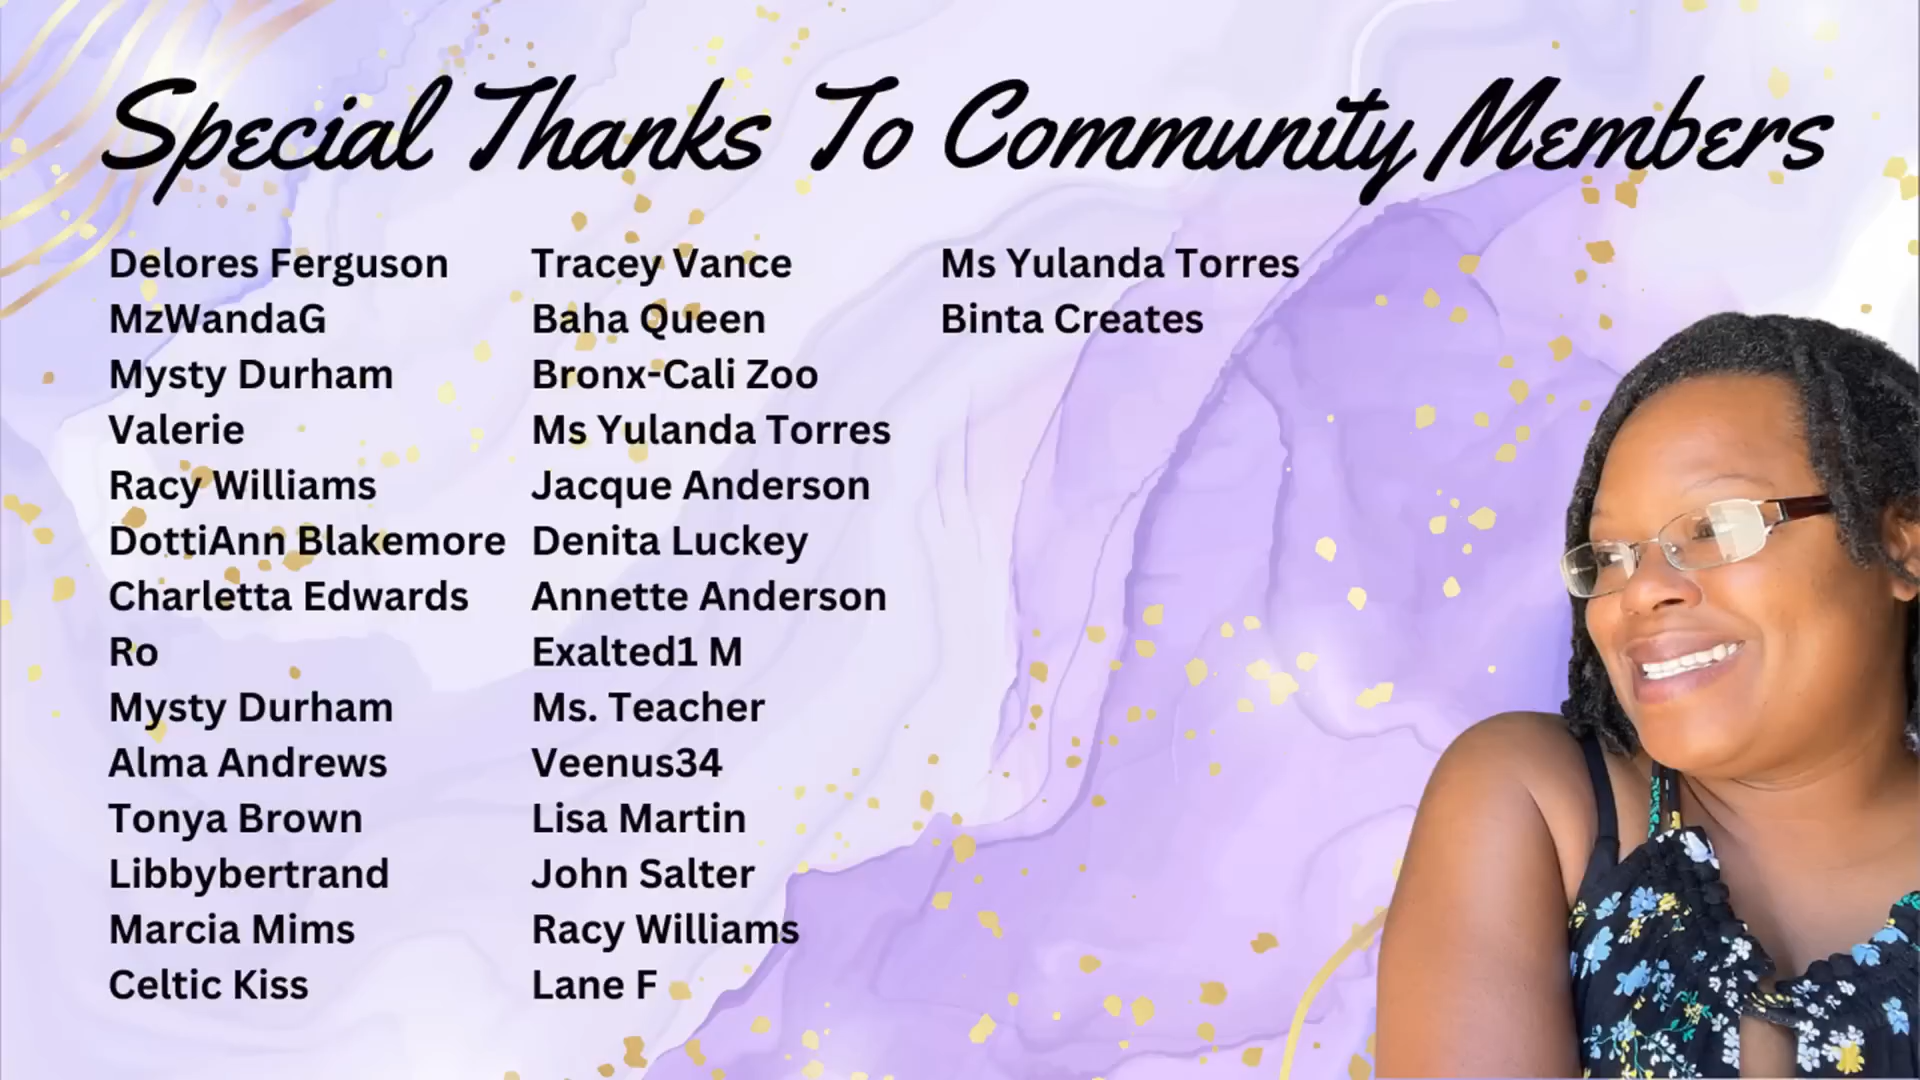 Special Thanks To Community Members
Delores Ferguson
MzWandaG
Mysty Durham
Valerie
Racy Williams
DottiAnn Blakemore
Charletta Edwards
Ro
Mysty Durham
Alma Andrews
Tonya Brown
Libbybertrand
Marcia Mims
Celtic Kiss
Tracey Vance
Baha Queen
Bronx-Cali Zoo
Ms Yulanda Torres
Jacque Anderson
Denita Luckey
Annette Anderson
Exalted1 M
Ms. Teacher
Veenus34
Lisa Martin
John Salter
Racy Williams
Lane F
Ms Yulanda Torres
Binta Creates